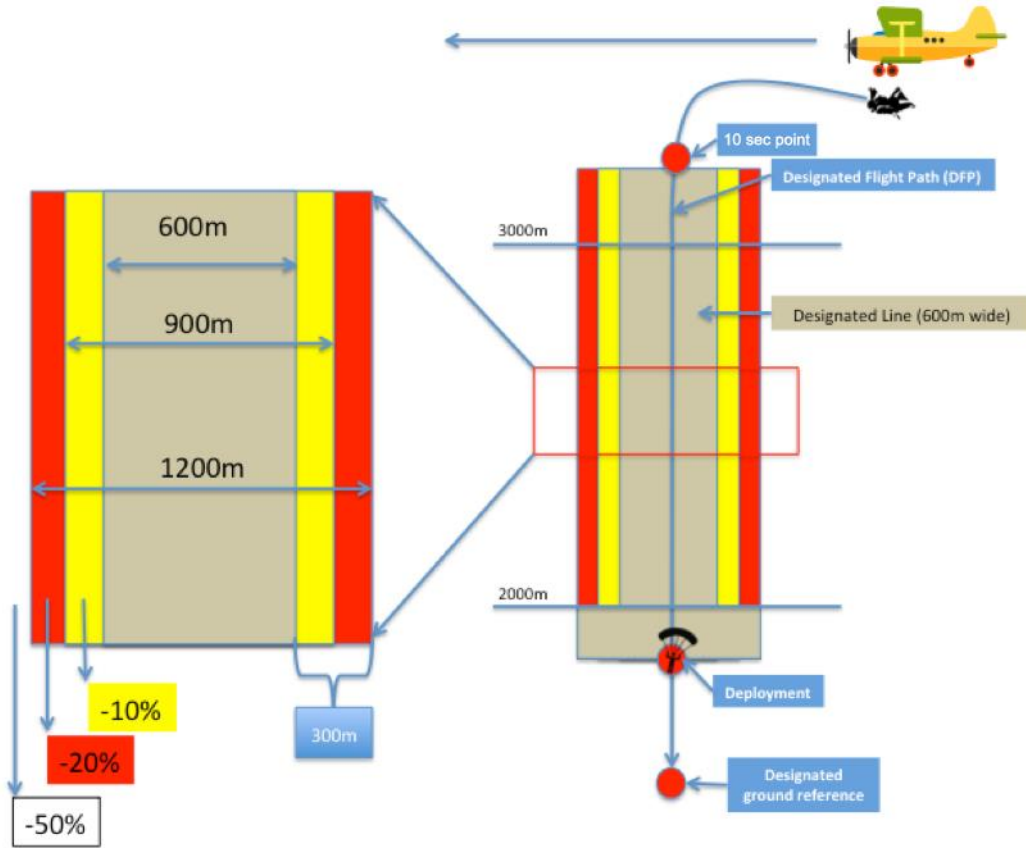 10 sec point
Designated Flight Path (DFP)
600m
3000m
Designated Line (600m wide)
900m
1200m
2000m
-10%
Deployment
300m
-20%
Designated
ground reference
-50%